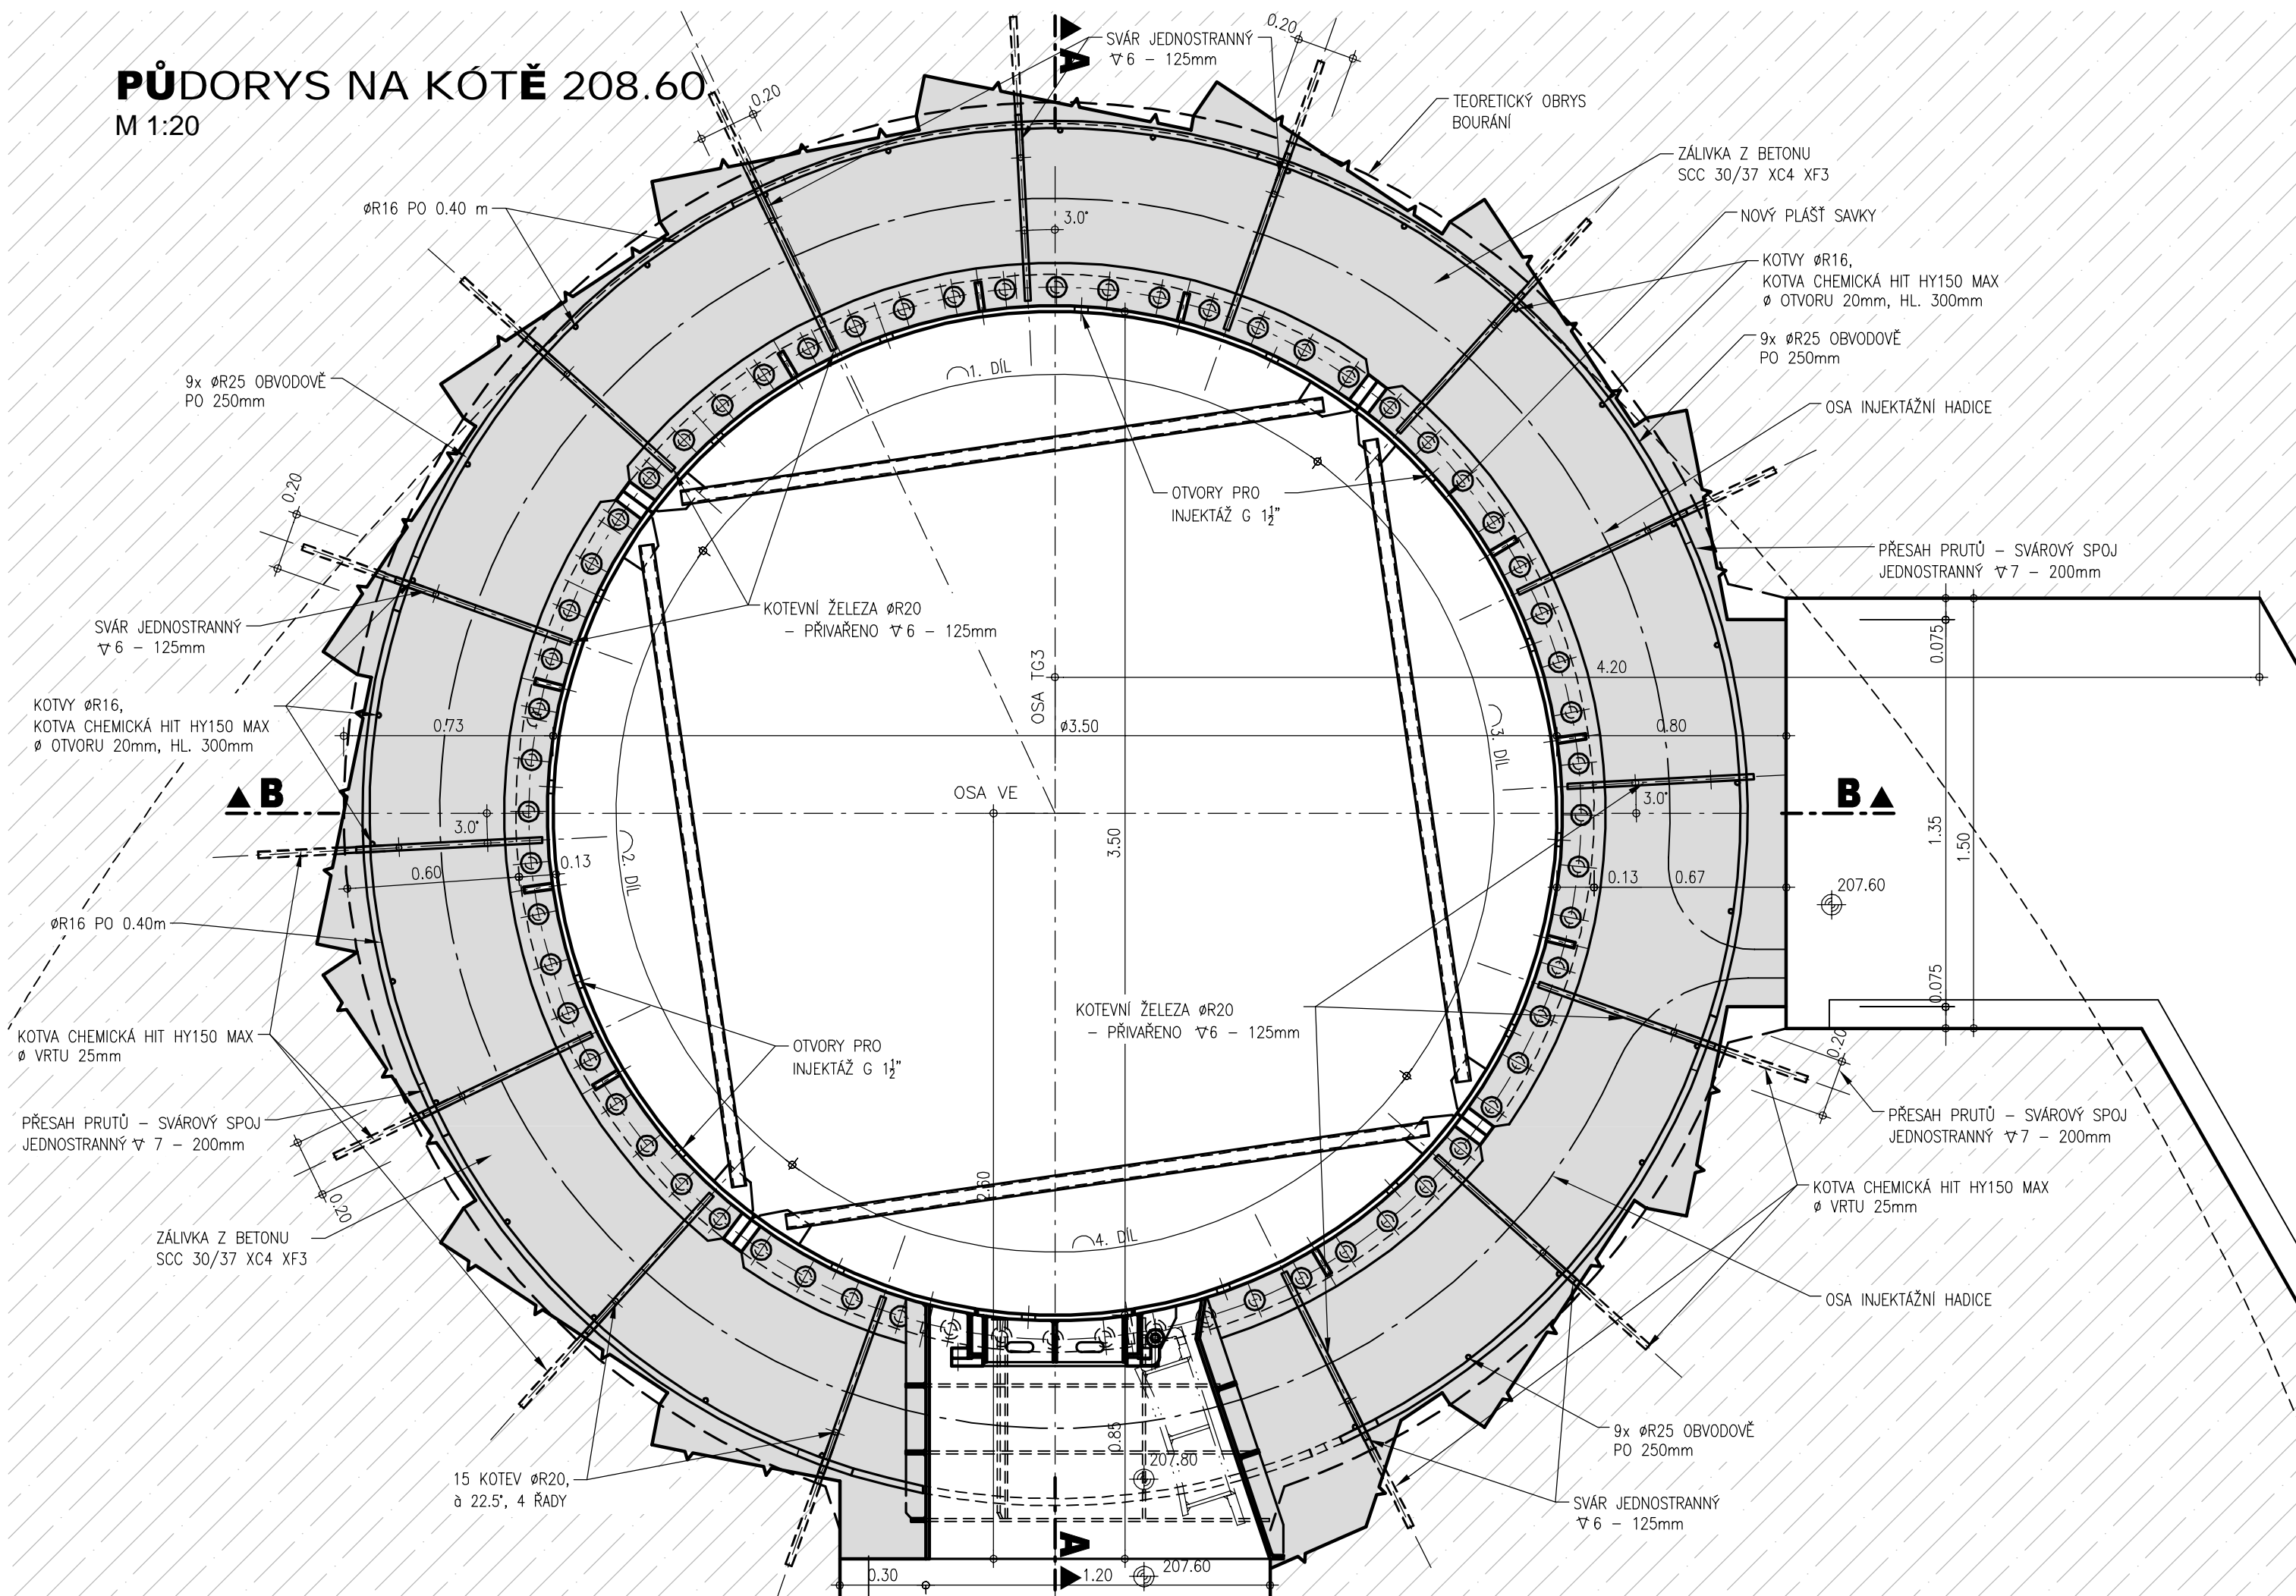 PŮDORYS NA KÓTĚ 208.60
M 1:20
A
SVÁR JEDNOSTRANNÝ
∇ 6 – 125mm
0.20
0.20
TEORETICKÝ OBRYS
BOURÁNÍ
ZÁLIVKA Z BETONU
SCC 30/37 XC4 XF3
øR16 PO 0.40 m
3.0°
NOVÝ PLÁŠŤ SAVKY
KOTVY øR16,
KOTVA CHEMICKÁ HIT HY150 MAX
ø OTVORU 20mm, HL. 300mm
9x øR25 OBVODOVĚ
PO 250mm
1. DÍL
9x øR25 OBVODOVĚ
PO 250mm
OSA INJEKTÁŽNÍ HADICE
0.20
OTVORY PRO
INJEKTÁŽ G 1½"
PŘESAH PRUTŮ – SVÁROVÝ SPOJ
JEDNOSTRANNÝ ∇ 7 – 200mm
KOTEVNÍ ŽELEZA øR20
– PŘIVAŘENO ∇ 6 – 125mm
SVÁR JEDNOSTRANNÝ
∇ 6 – 125mm
0.075
OSA TG3
4.20
KOTVY øR16,
KOTVA CHEMICKÁ HIT HY150 MAX
ø OTVORU 20mm, HL. 300mm
0.73
ø3.50
0.80
3. DÍL
B
OSA VE
B
3.0°
3.0°
3.50
1.35
1.50
0.60
0.13
2. DÍL
0.13
0.67
207.60
øR16 PO 0.40m
0.075
KOTEVNÍ ŽELEZA øR20
– PŘIVAŘENO ∇6 – 125mm
KOTVA CHEMICKÁ HIT HY150 MAX
ø VRTU 25mm
OTVORY PRO
INJEKTÁŽ G 1½"
0.20
PŘESAH PRUTŮ – SVÁROVÝ SPOJ
JEDNOSTRANNÝ ∇ 7 – 200mm
PŘESAH PRUTŮ – SVÁROVÝ SPOJ
JEDNOSTRANNÝ ∇ 7 – 200mm
0.20
2.60
KOTVA CHEMICKÁ HIT HY150 MAX
ø VRTU 25mm
ZÁLIVKA Z BETONU
SCC 30/37 XC4 XF3
4. DÍL
OSA INJEKTÁŽNÍ HADICE
0.85
9x øR25 OBVODOVĚ
PO 250mm
207.80
15 KOTEV øR20,
à 22.5°, 4 ŘADY
SVÁR JEDNOSTRANNÝ
∇ 6 – 125mm
A
207.60
0.30
1.20